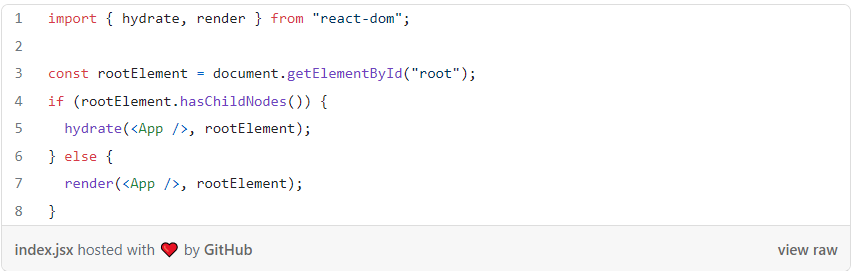 1 import { hydrate, render } from "react-dom";
2
3 const rootElement = document.getElementById("root");
4 if (rootElement.hasChildNodes()) {
5   hydrate(<App />, rootElement);
6 } else {
7   render(<App />, rootElement);
8 }
index.jsx hosted with ❤ by GitHub view raw